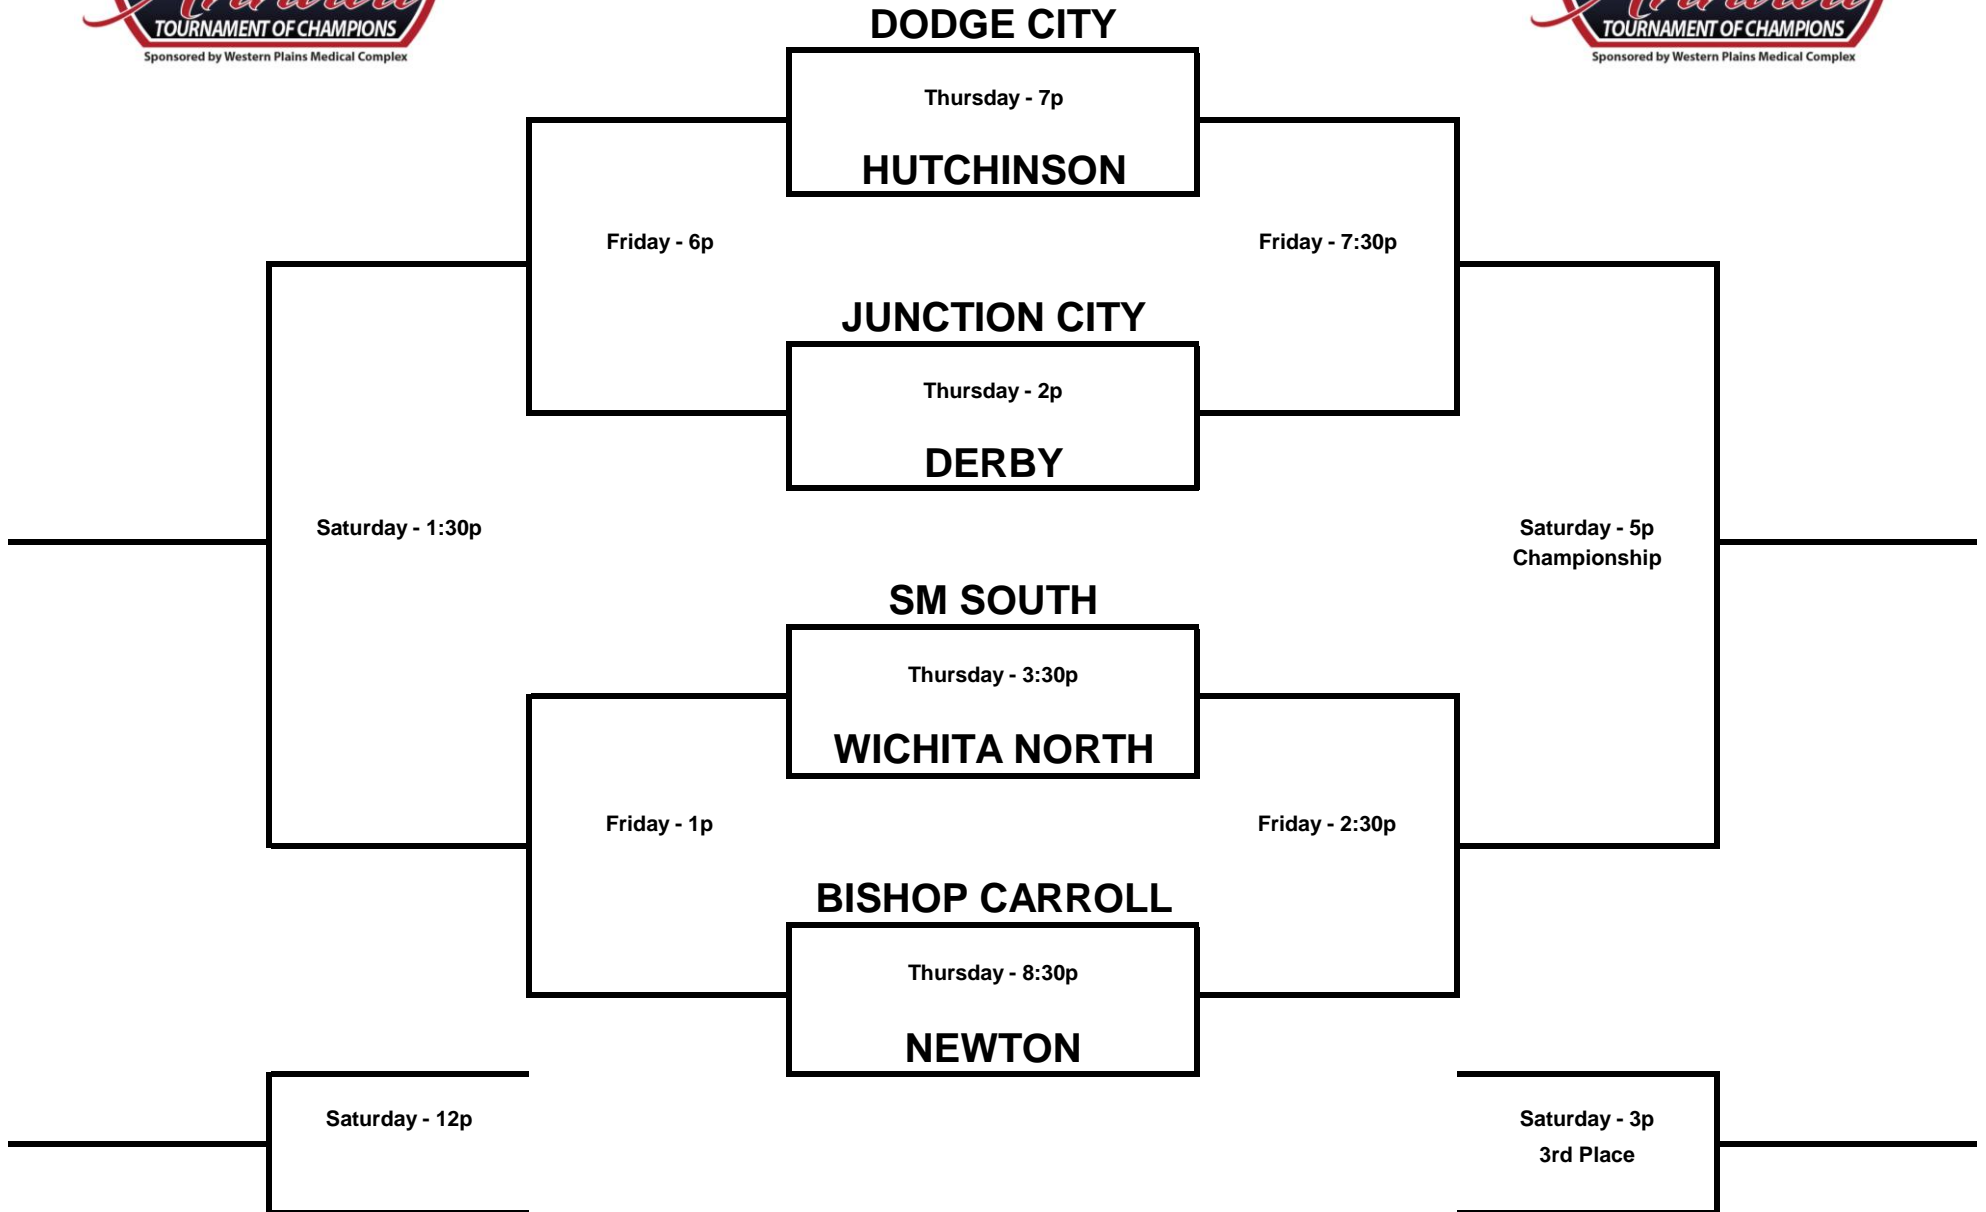 Annual
TOURNAMENT OF CHAMPIONS
Sponsored by Western Plains Medical Complex
Annual
TOURNAMENT OF CHAMPIONS
Sponsored by Western Plains Medical Complex
DODGE CITY
Thursday - 7p
HUTCHINSON
Friday - 6p
Friday - 7:30p
JUNCTION CITY
Thursday - 2p
DERBY
Saturday - 1:30p
Saturday - 5p
Championship
SM SOUTH
Thursday - 3:30p
WICHITA NORTH
Friday - 1p
Friday - 2:30p
BISHOP CARROLL
Thursday - 8:30p
NEWTON
Saturday - 12p
Saturday - 3p
3rd Place